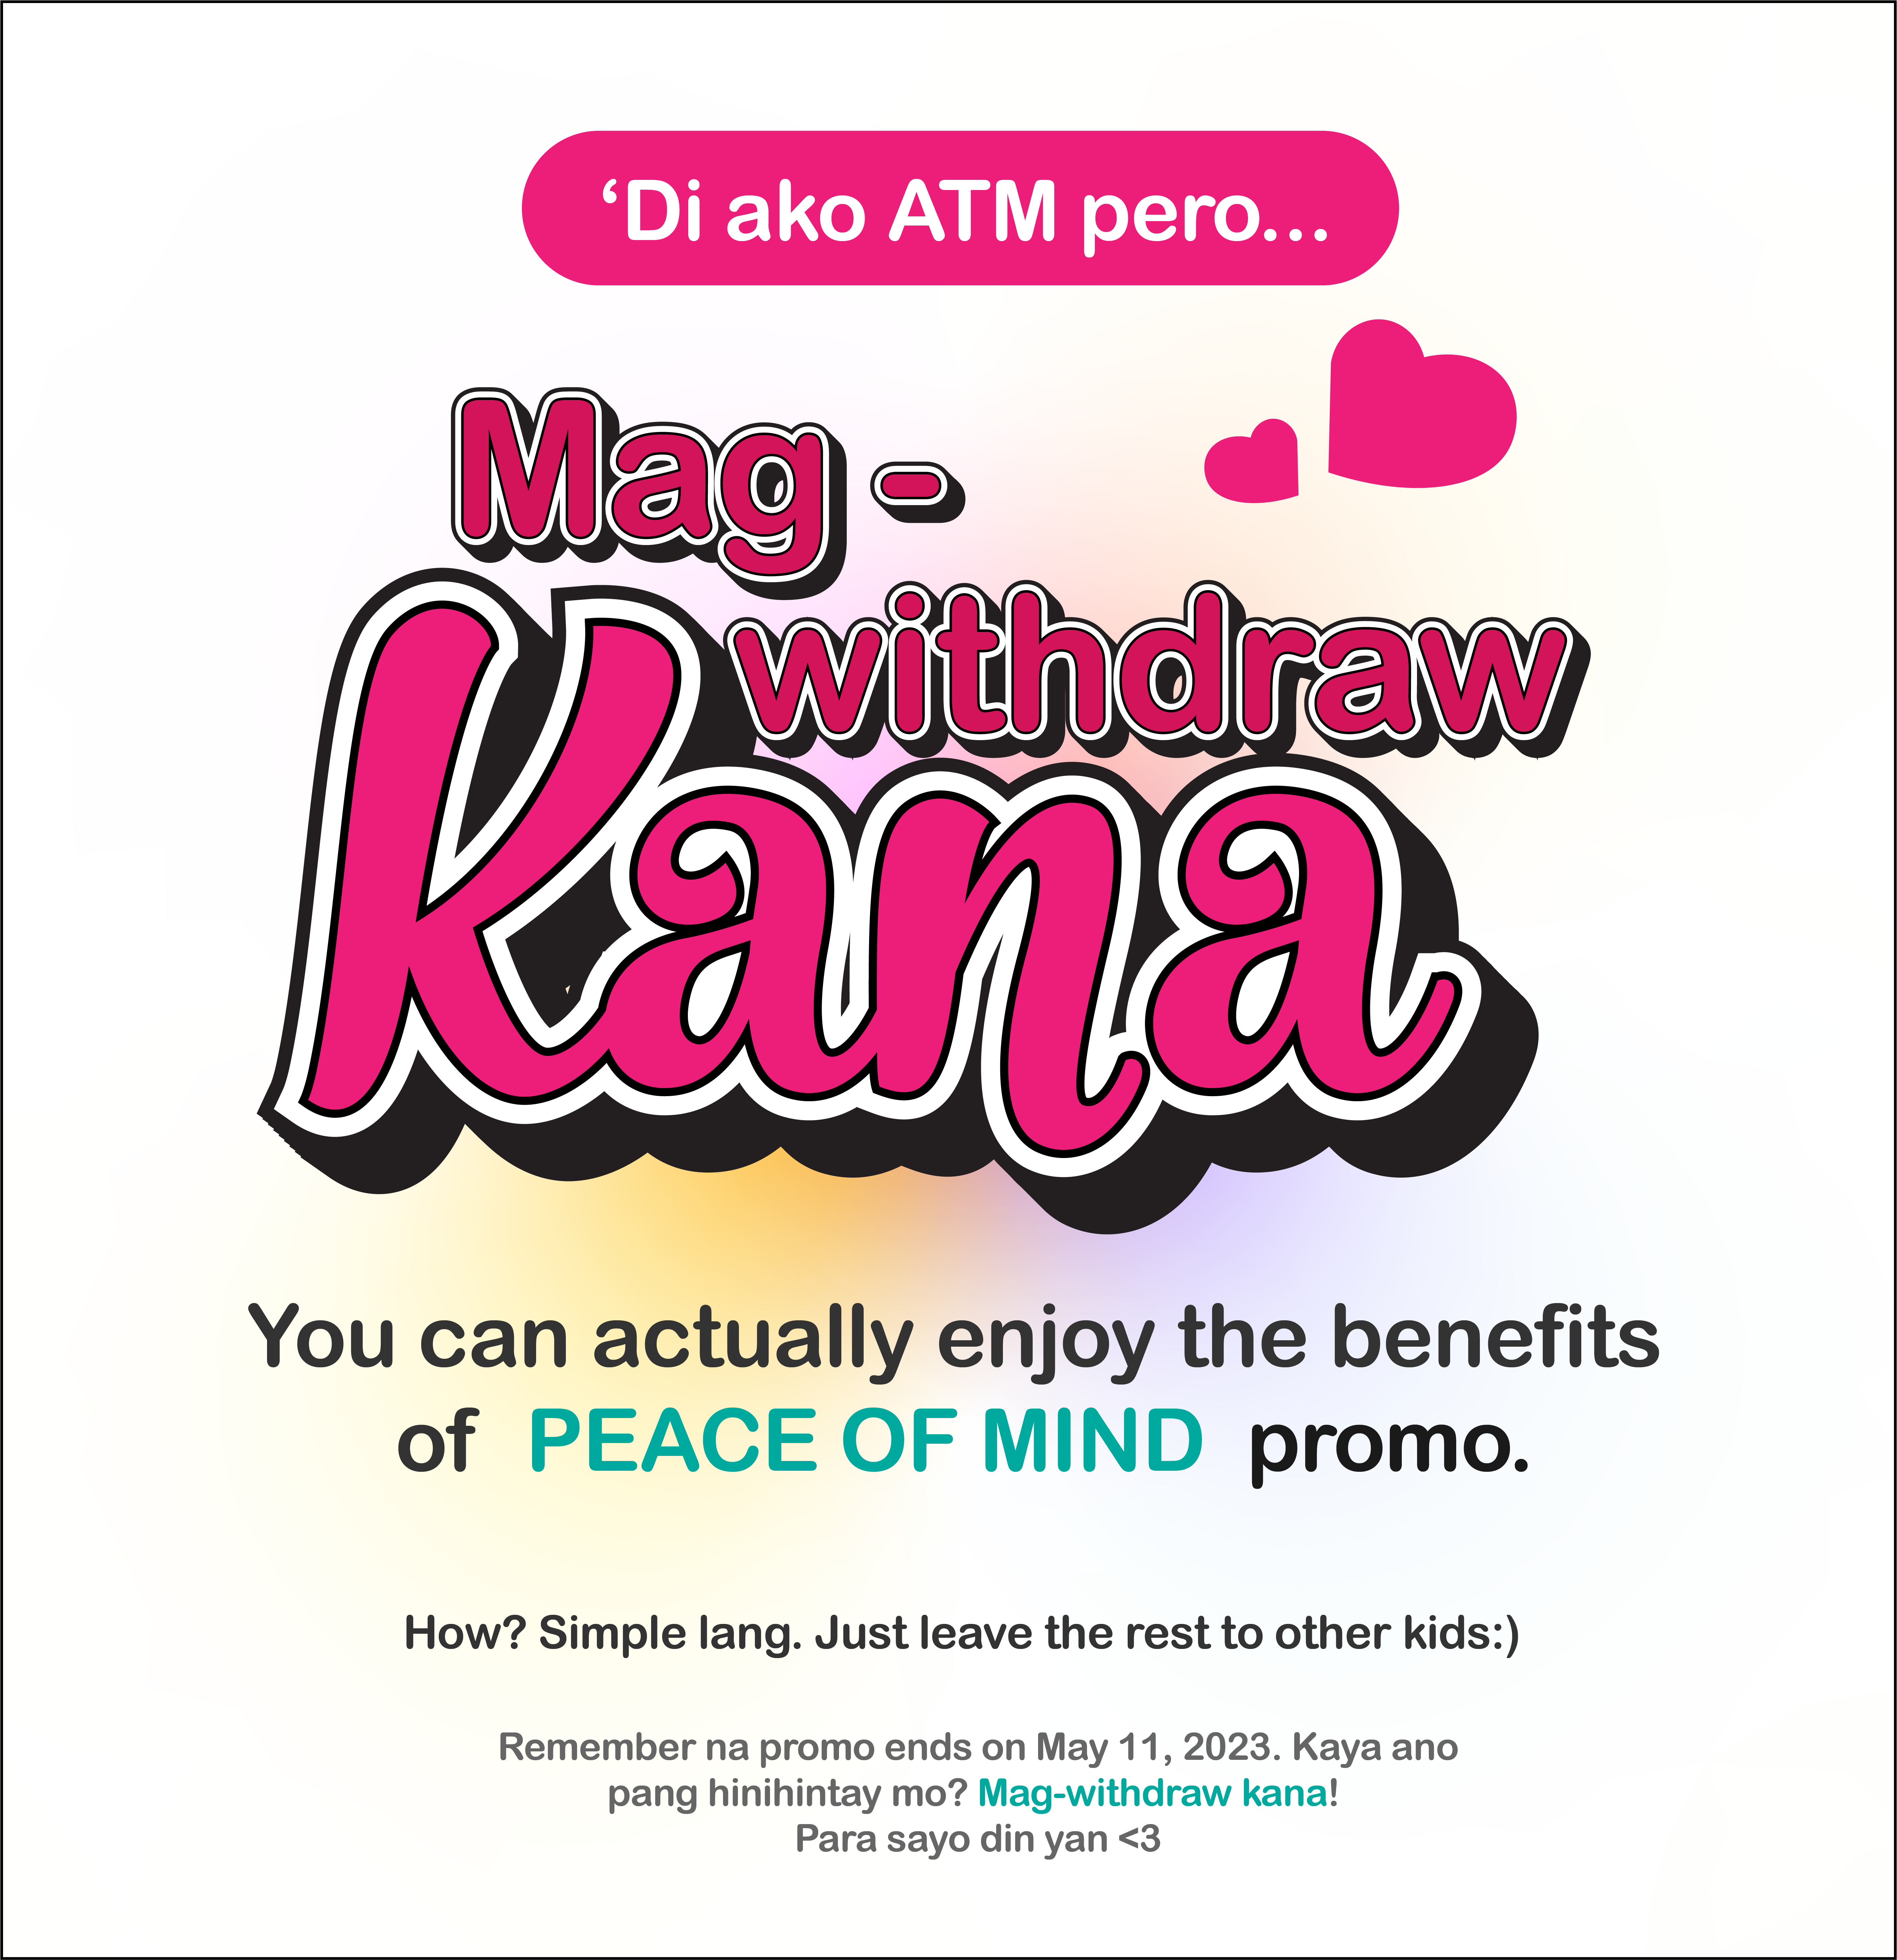 ‘Di ako ATM pero...
Mag -
withdraw
Kana
You can actually enjoy the benefits
of PEACE OF MIND promo.
How? Simple lang. Just leave the rest to other kids:)
Remember na promo ends on May 11, 2023. Kaya ano
pang hinihintay mo? Mag-withdraw kana!
Para sayo din yan <3